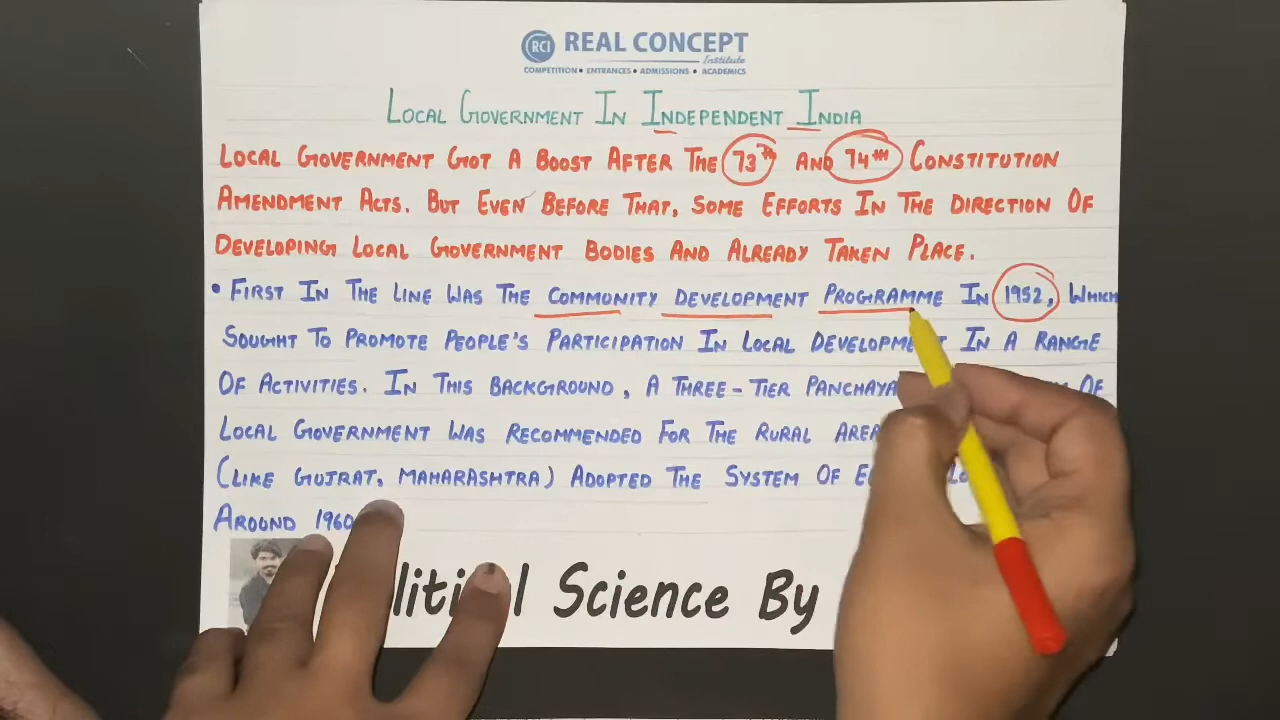 RCI REAL CONCEPT
Institute
COMPETITION • ENTRANCES • ADMISSIONS • ACADEMICS
LOCAL GOVERNMENT IN INDEPENDENT INDIA
LOCAL GOVERNMENT GOT A BOOST AFTER THE 73th AND 74th CONSTITUTION
AMENDMENT ACTS. BUT EVEN BEFORE THAT, SOME EFFORTS IN THE DIRECTION OF
DEVELOPING LOCAL GOVERNMENT BODIES AND ALREADY TAKEN PLACE.
• FIRST IN THE LINE WAS THE COMMUNITY DEVELOPMENT PROGRAMME IN 1952, WHICH
SOUGHT TO PROMOTE PEOPLE'S PARTICIPATION IN LOCAL DEVELOPMENT IN A RANGE
OF ACTIVITIES. IN THIS BACKGROUND, A THREE-TIER OF
LOCAL GOVERNMENT WAS RECOMMENDED FOR THE RURAL
(LIKE GUJRAT, MAHARASHTRA) ADOPTED THE SYSTEM OF
AROUND 1960
Science By